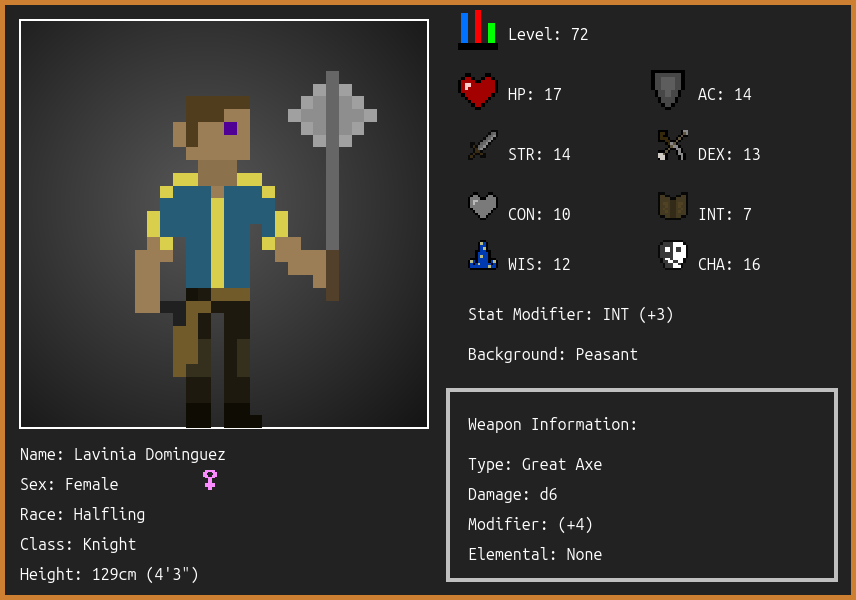 Level: 72
HP: 17
AC: 14
STR: 14
DEX: 13
CON: 10
INT: 7
WIS: 12
CHA: 16
Stat Modifier: INT (+3)
Background: Peasant
Weapon Information:
Type: Great Axe
Damage: d6
Modifier: (+4)
Elemental: None
Name: Lavinia Dominguez
Sex: Female
Race: Halfling
Class: Knight
Height: 129cm (4'3")